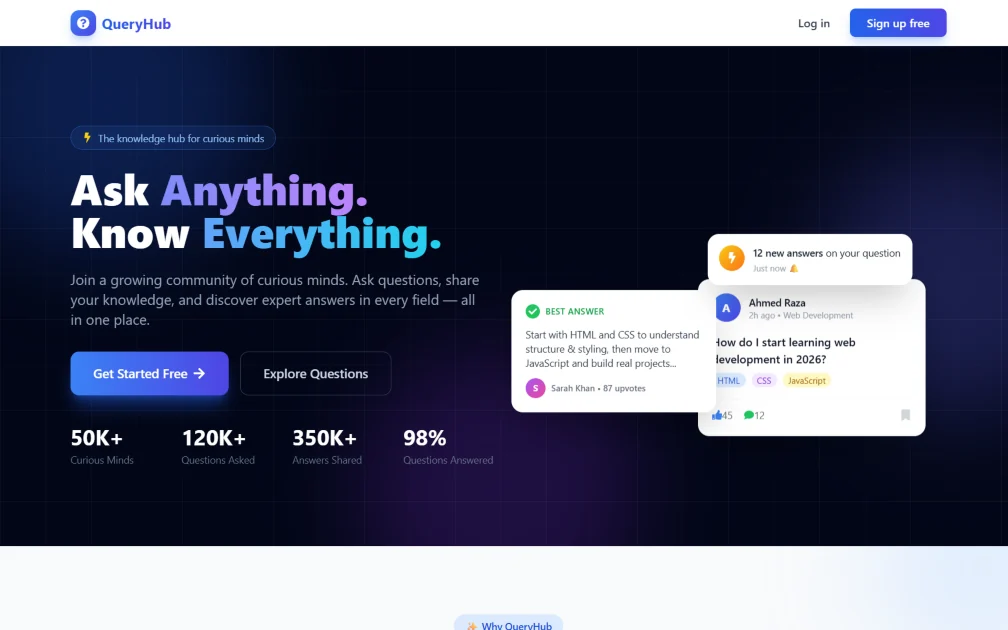 QueryHub
Log in
Sign up free
The knowledge hub for curious minds
Ask Anything.
Know Everything.
Join a growing community of curious minds. Ask questions, share
your knowledge, and discover expert answers in every field — all
in one place.
Get Started Free →
Explore Questions
50K+
Curious Minds
120K+
Questions Asked
350K+
Answers Shared
98%
Questions Answered
12 new answers on your question
Just now
BEST ANSWER
Start with HTML and CSS to understand
structure & styling, then move to
JavaScript and build real projects...
S
Sarah Khan • 87 upvotes
A
Ahmed Raza
2h ago • Web Development
How do I start learning web
development in 2026?
HTML
CSS
JavaScript
45
12
Why QueryHub